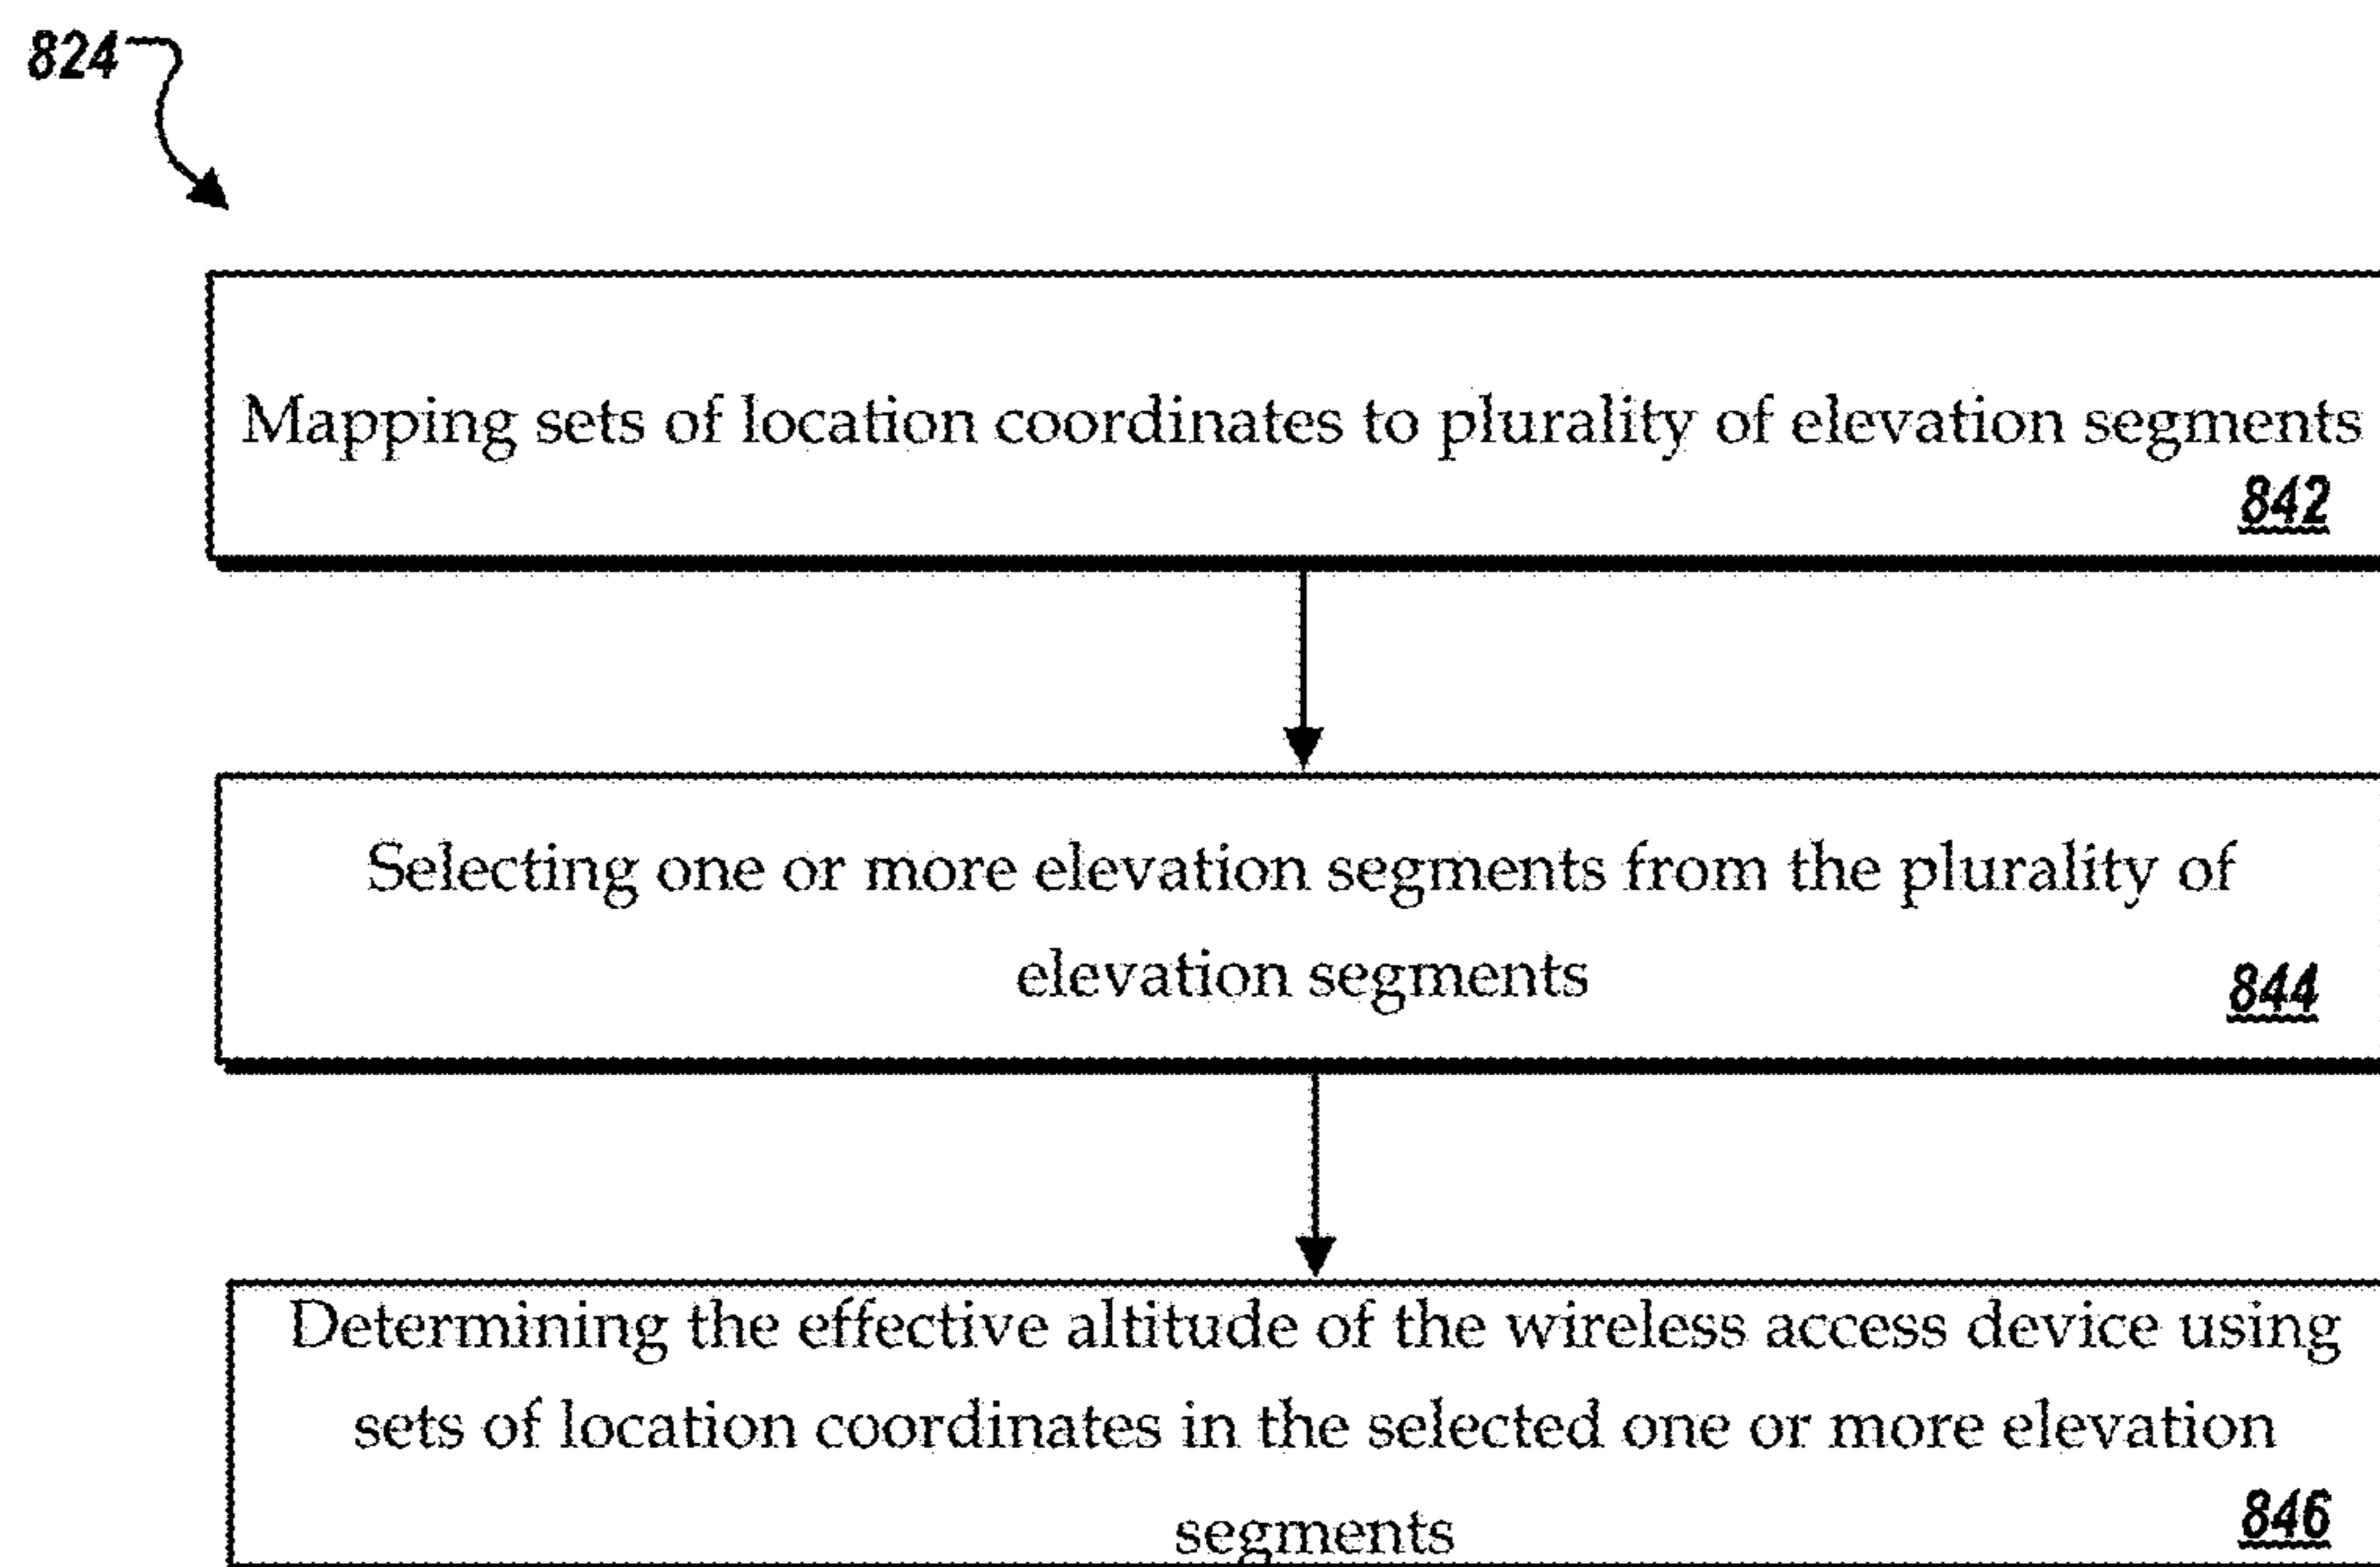 824
Mapping sets of location coordinates to plurality of elevation segments
842
Selecting one or more elevation segments from the plurality of
elevation segments
844
Determining the effective altitude of the wireless access device using
sets of location coordinates in the selected one or more elevation
segments
846